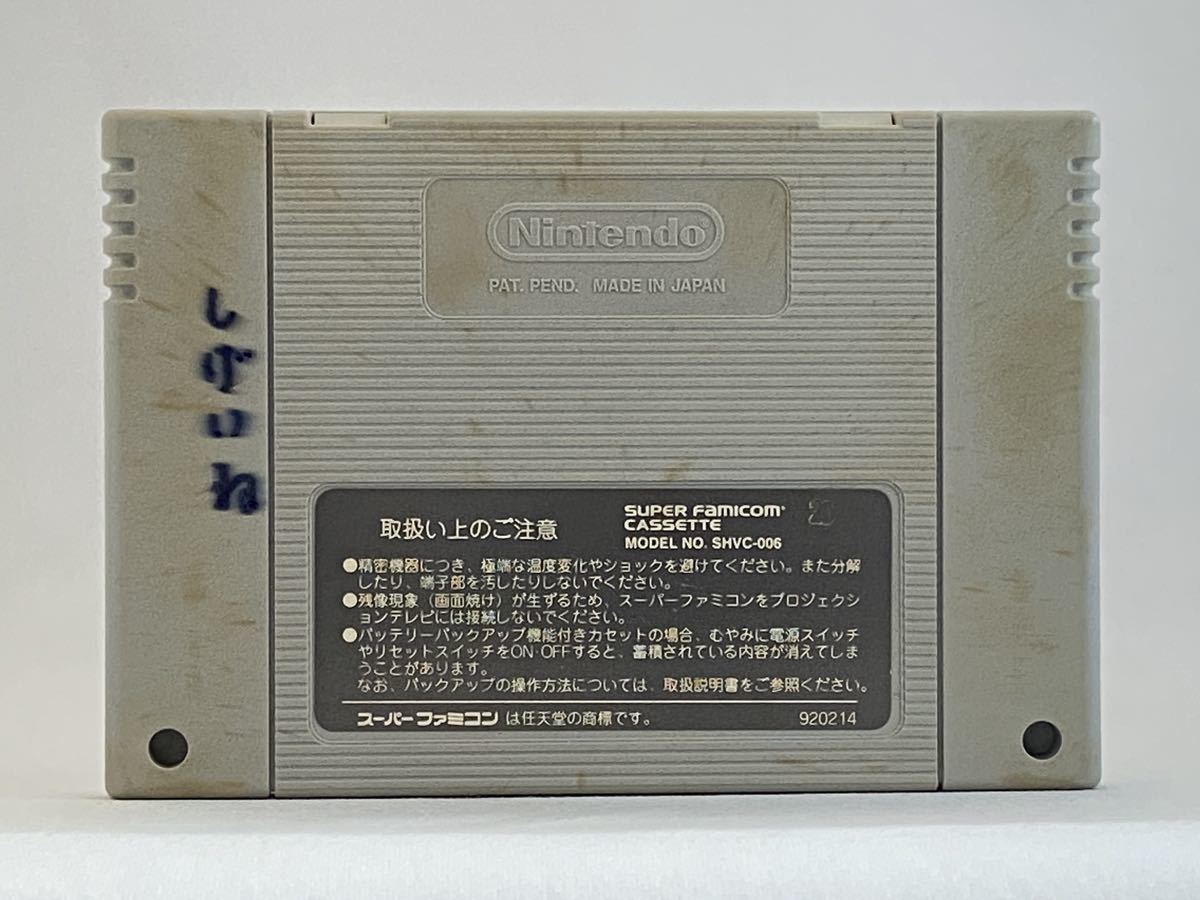 Nintendo®
PAT. PEND. MADE IN JAPAN
しげいね
取扱い上のご注意
SUPER FAMICOM®
CASSETTE
MODEL NO. SHVC-006
●精密機器につき、極端な温度変化やショックを避けてください。また分解
したり、端子部を汚したりしないでください。
●残像現象（画面焼け）が生ずるため、スーパーファミコンをプロジェクシ
ョンテレビには接続しないでください。
●バッテリーバックアップ機能付きカセットの場合、むやみに電源スイッチ
やリセットスイッチをON・OFFすると、蓄積されている内容が消えてしま
うことがあります。
なお、バックアップの操作方法については、取扱説明書をご参照ください。
スーパーファミコン は任天堂の商標です。
920214